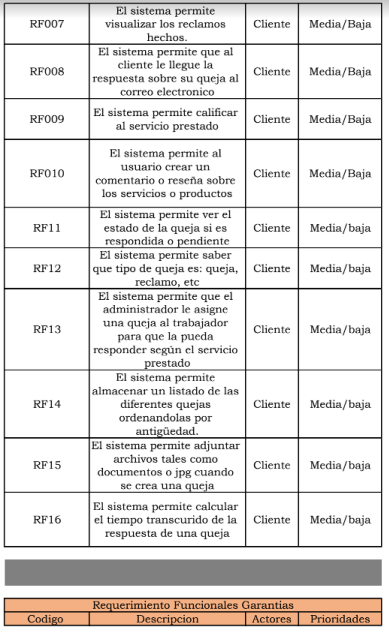 El sistema permite
RF007 visualizar los reclamos Cliente Media/Baja
hechos.
El sistema permite que al
cliente le llegue la
RF008 Cliente Media/Baja
respuesta sobre su queja al
correo electronico
RF009 El sistema permite calificar Cliente Media/Baja
al servicio prestado
El sistema permite al
usuario crear un
RF010 Cliente Media/Baja
comentario o reseña sobre
los servicios o productos
El sistema permite ver el
RF11 estado de la queja si es Cliente Media/baja
respondida o pendiente
El sistema permite saber
RF12 que tipo de queja es: queja, Cliente Media/baja
reclamo, etc
El sistema permite que el
administrador le asigne
una queja al trabajador
RF13 Cliente Media/baja
para que la pueda
responder según el servicio
prestado
El sistema permite
almacenar un listado de las
RF14 diferentes quejas Cliente Media/baja
ordenandolas por
antigüedad.
El sistema permite adjuntar
archivos tales como
RF15 Cliente Media/baja
documentos o jpg cuando
se crea una queja
El sistema permite calcular
RF16 el tiempo transcurido de la Cliente Media/baja
respuesta de una queja
Requerimiento Funcionales Garantias
Codigo Descripcion Actores Prioridades